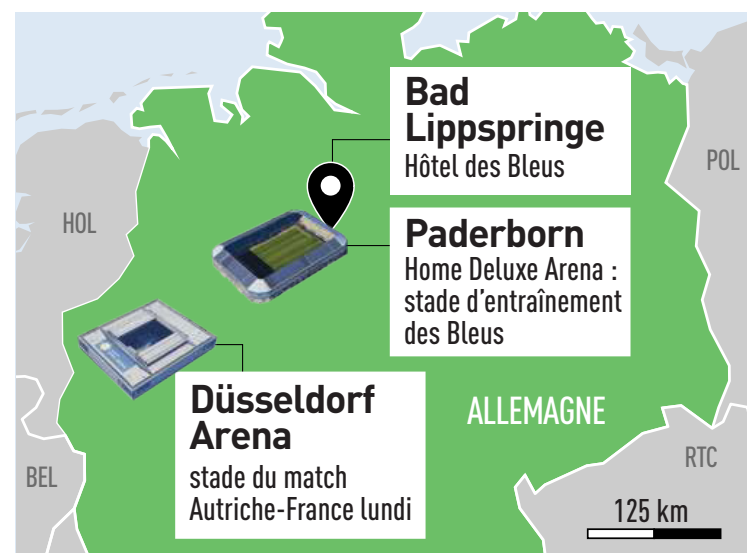 Bad
Lippspringe
Hôtel des Bleus
POL
HOL
Paderborn
Home Deluxe Arena :
stade d'entraînement
des Bleus
Düsseldorf
Arena
stade du match
Autriche-France lundi
ALLEMAGNE
RTC
BEL
125 km